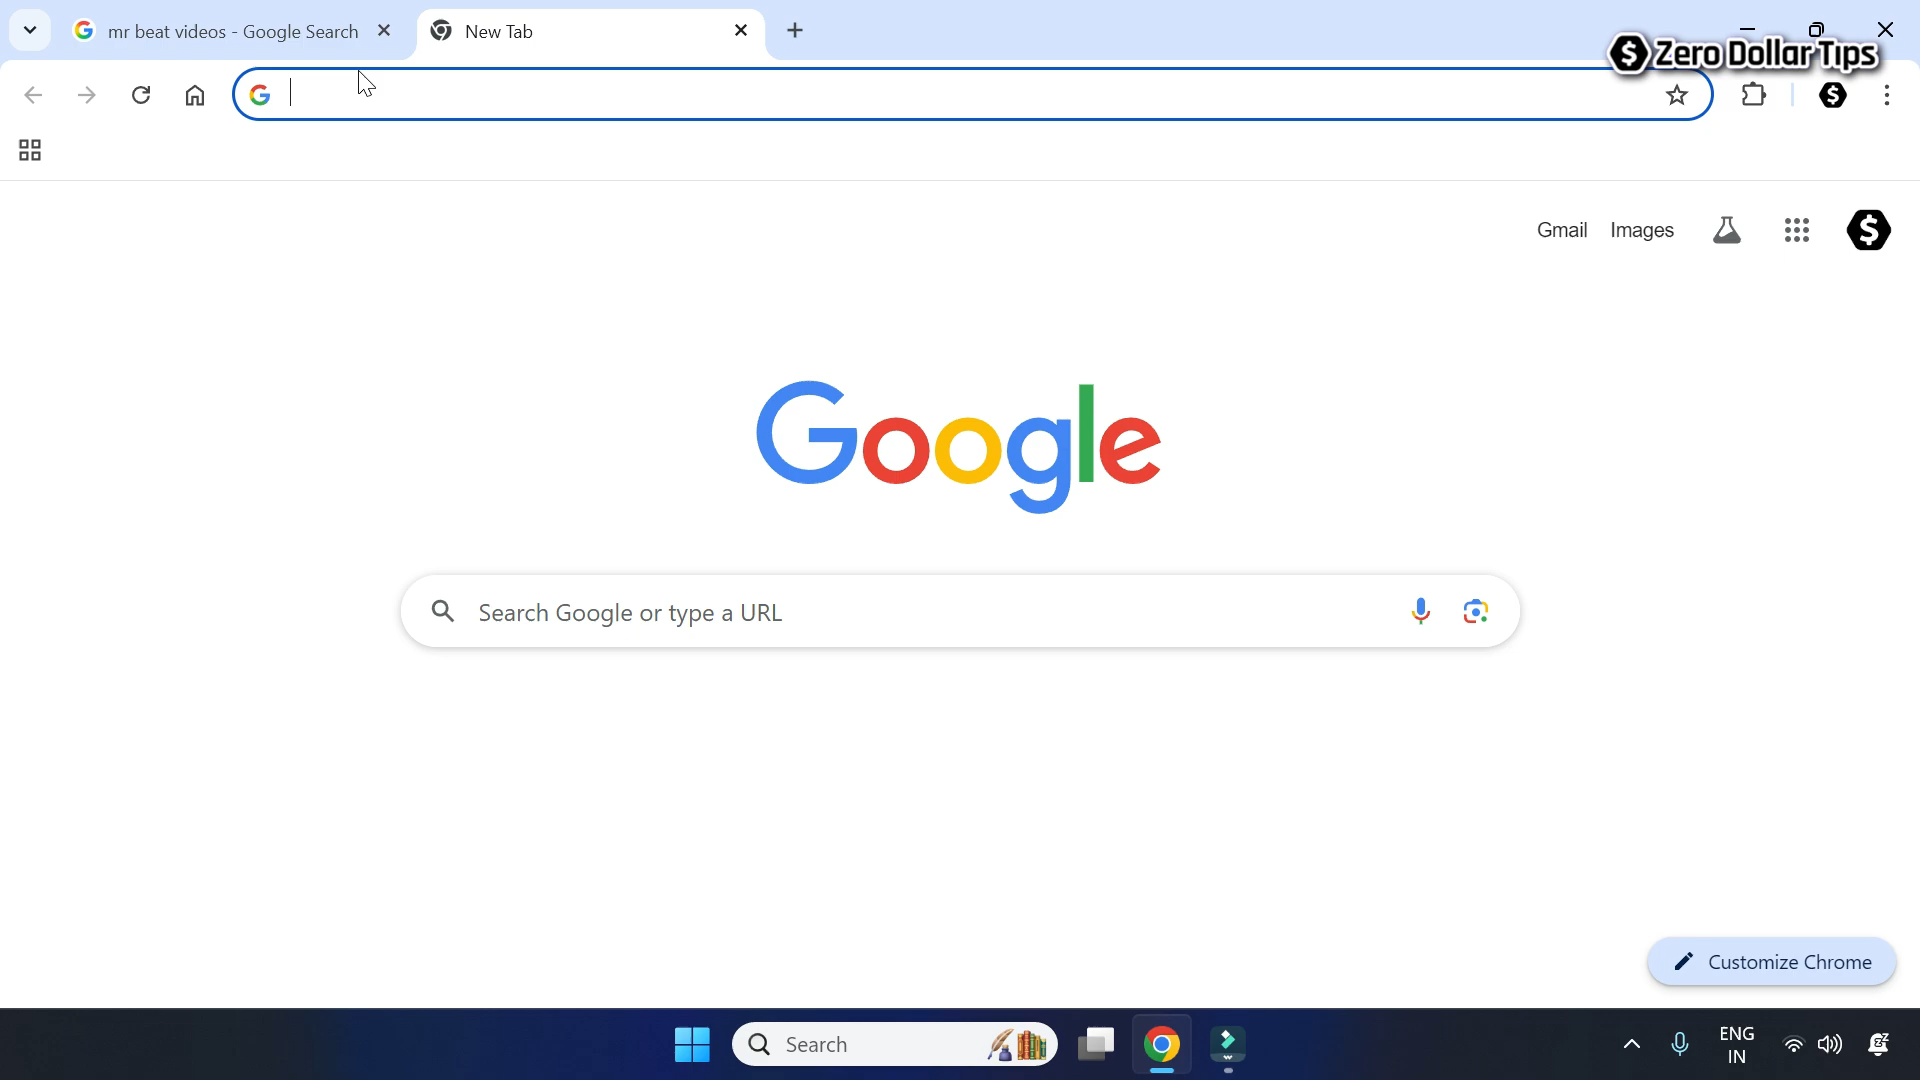 mr beat videos - Google Search
New Tab
Zero Dollar Tips
Gmail Images
Google
Search Google or type a URL
Customize Chrome
Search
ENG
IN